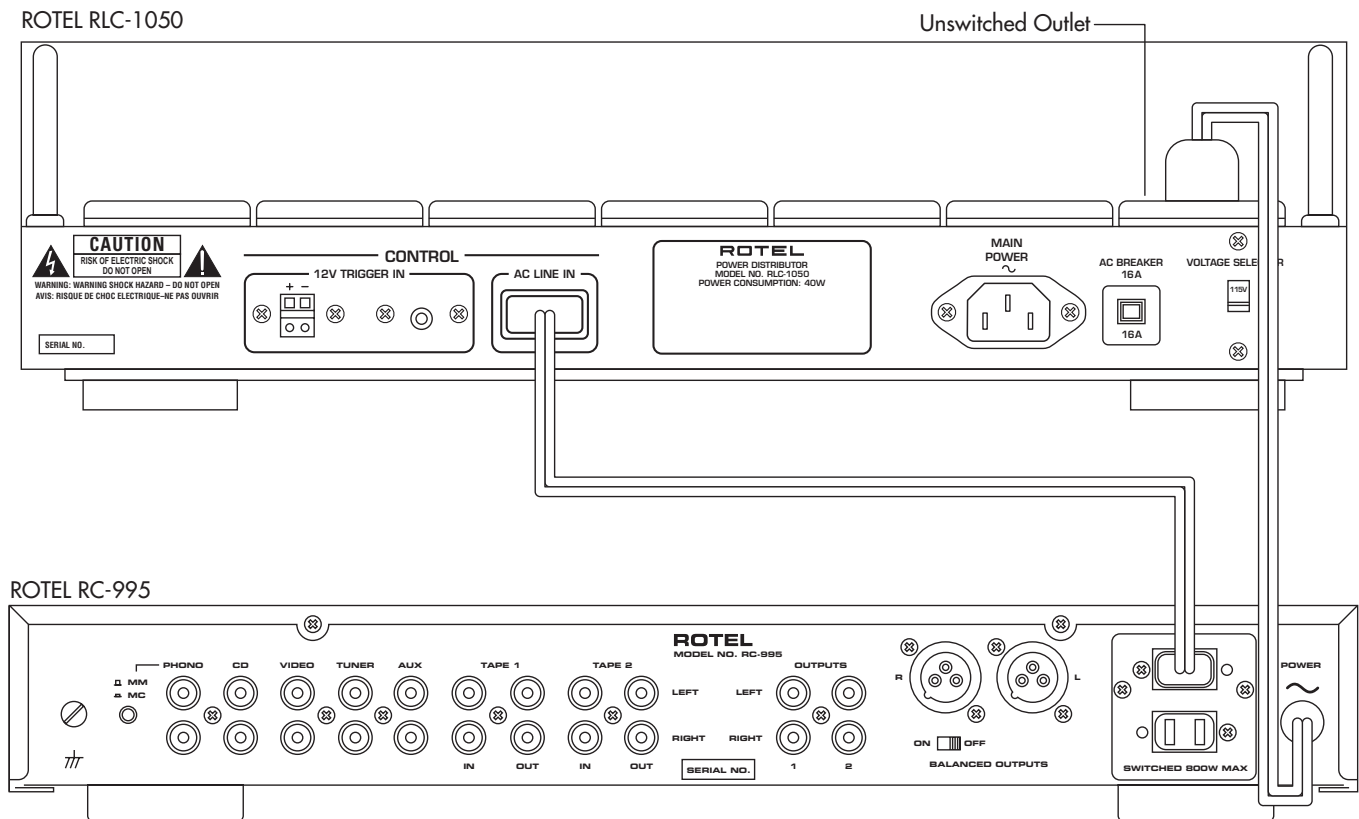 ROTEL RLC-1050
Unswitched Outlet
CAUTION
RISK OF ELECTRIC SHOCK
DO NOT OPEN
WARNING: WARNING SHOCK HAZARD – DO NOT OPEN
AVIS: RISQUE DE CHOC ELECTRIQUE–NE PAS OUVRIR
SERIAL NO.
CONTROL
12V TRIGGER IN
+ –
AC LINE IN
ROTEL
POWER DISTRIBUTOR
MODEL NO. RLC-1050
POWER CONSUMPTION: 40W
MAIN
POWER
~
AC BREAKER
16A
16A
VOLTAGE
115V
ROTEL RC-995
ROTEL
MODEL NO. RC-995
MM
MC
PHONO CD VIDEO TUNER AUX TAPE 1 TAPE 2 OUTPUTS
LEFT LEFT
RIGHT RIGHT
IN OUT IN OUT
SERIAL NO.
1 2
R L
ON OFF
BALANCED OUTPUTS
SWITCHED 800W MAX
POWER
~